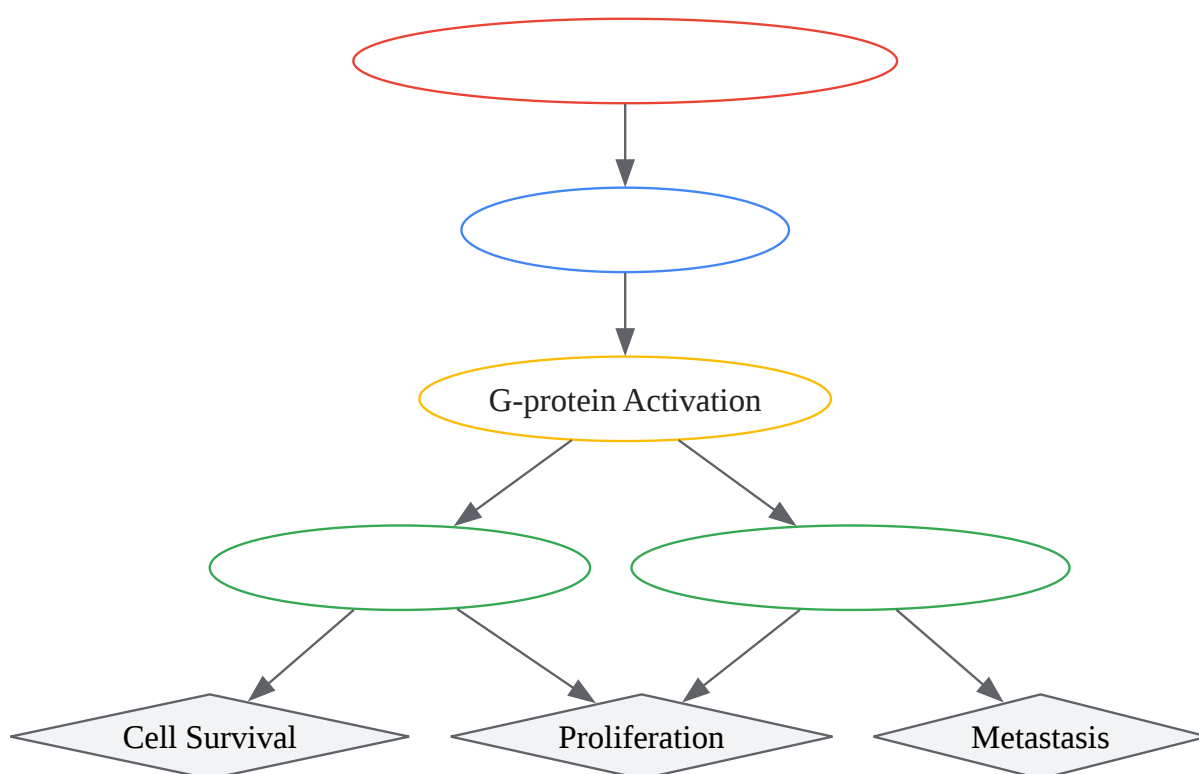 G-protein Activation
Cell Survival
Proliferation
Metastasis